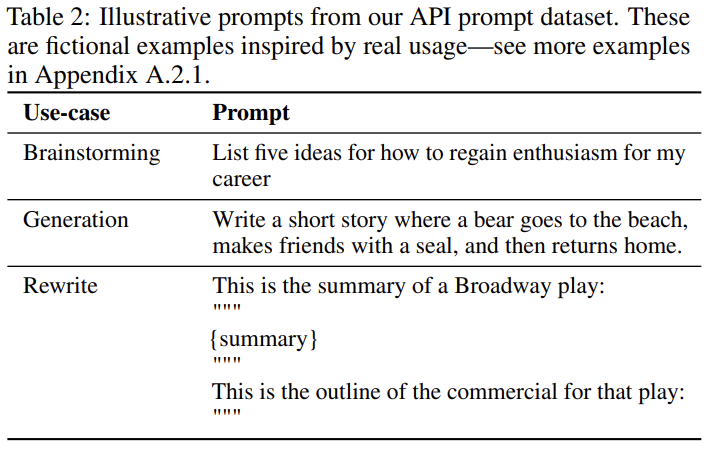 Table 2: Illustrative prompts from our API prompt dataset. These
are fictional examples inspired by real usage—see more examples
in Appendix A.2.1.
Use-case Prompt
Brainstorming List five ideas for how to regain enthusiasm for my
career
Generation Write a short story where a bear goes to the beach,
makes friends with a seal, and then returns home.
Rewrite This is the summary of a Broadway play:
"""
{summary}
"""
This is the outline of the commercial for that play:
"""